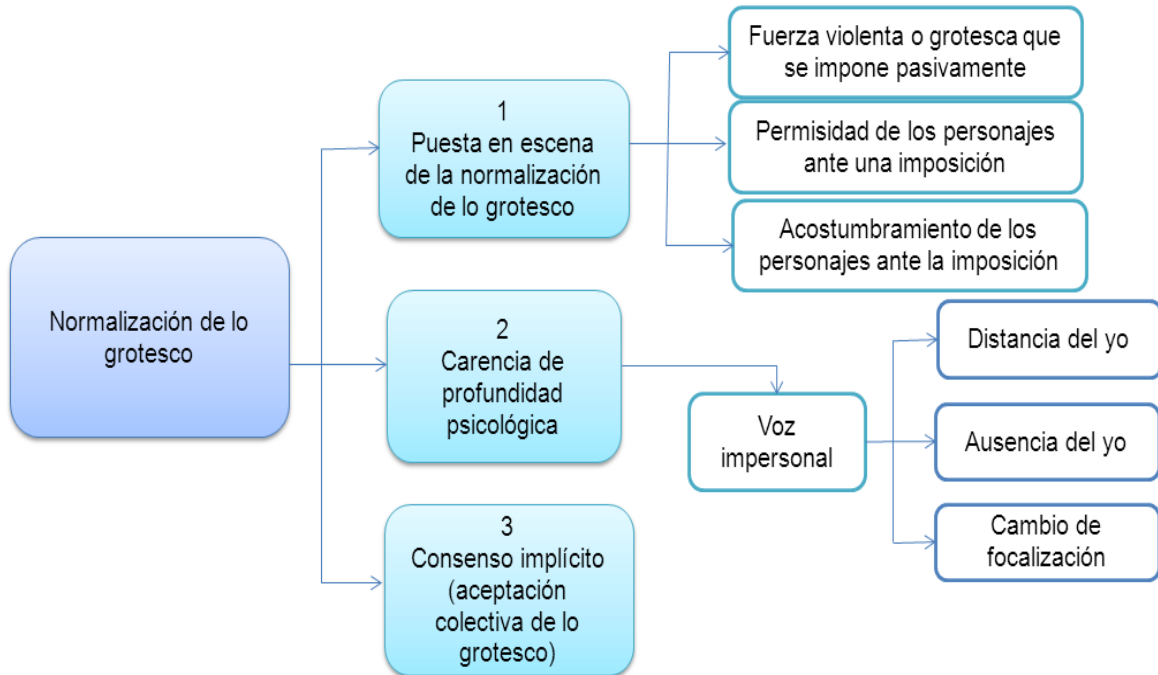 Normalización de lo
grotesco
1
Puesta en escena
de la normalización
de lo grotesco
Fuerza violenta o grotesca que
se impone pasivamente
Permisidad de los personajes
ante una imposición
Acostumbramiento de los
personajes ante la imposición
2
Carencia de
profundidad
psicológica
Voz
impersonal
Distancia del yo
Ausencia del yo
Cambio de
focalización
3
Consenso implícito
(aceptación
colectiva de lo
grotesco)